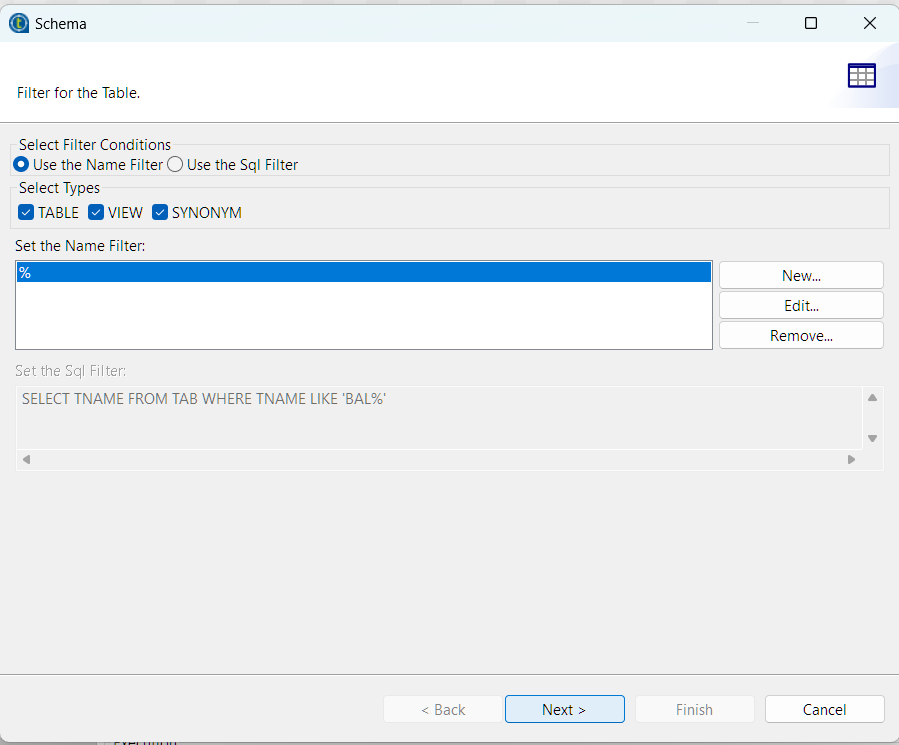 Schema
Filter for the Table.
Select Filter Conditions
Use the Name Filter Use the Sql Filter
Select Types
TABLE VIEW SYNONYM
Set the Name Filter:
%
New...
Edit...
Remove...
Set the Sql Filter:
SELECT TNAME FROM TAB WHERE TNAME LIKE 'BAL%'
< Back Next > Finish Cancel
Execution